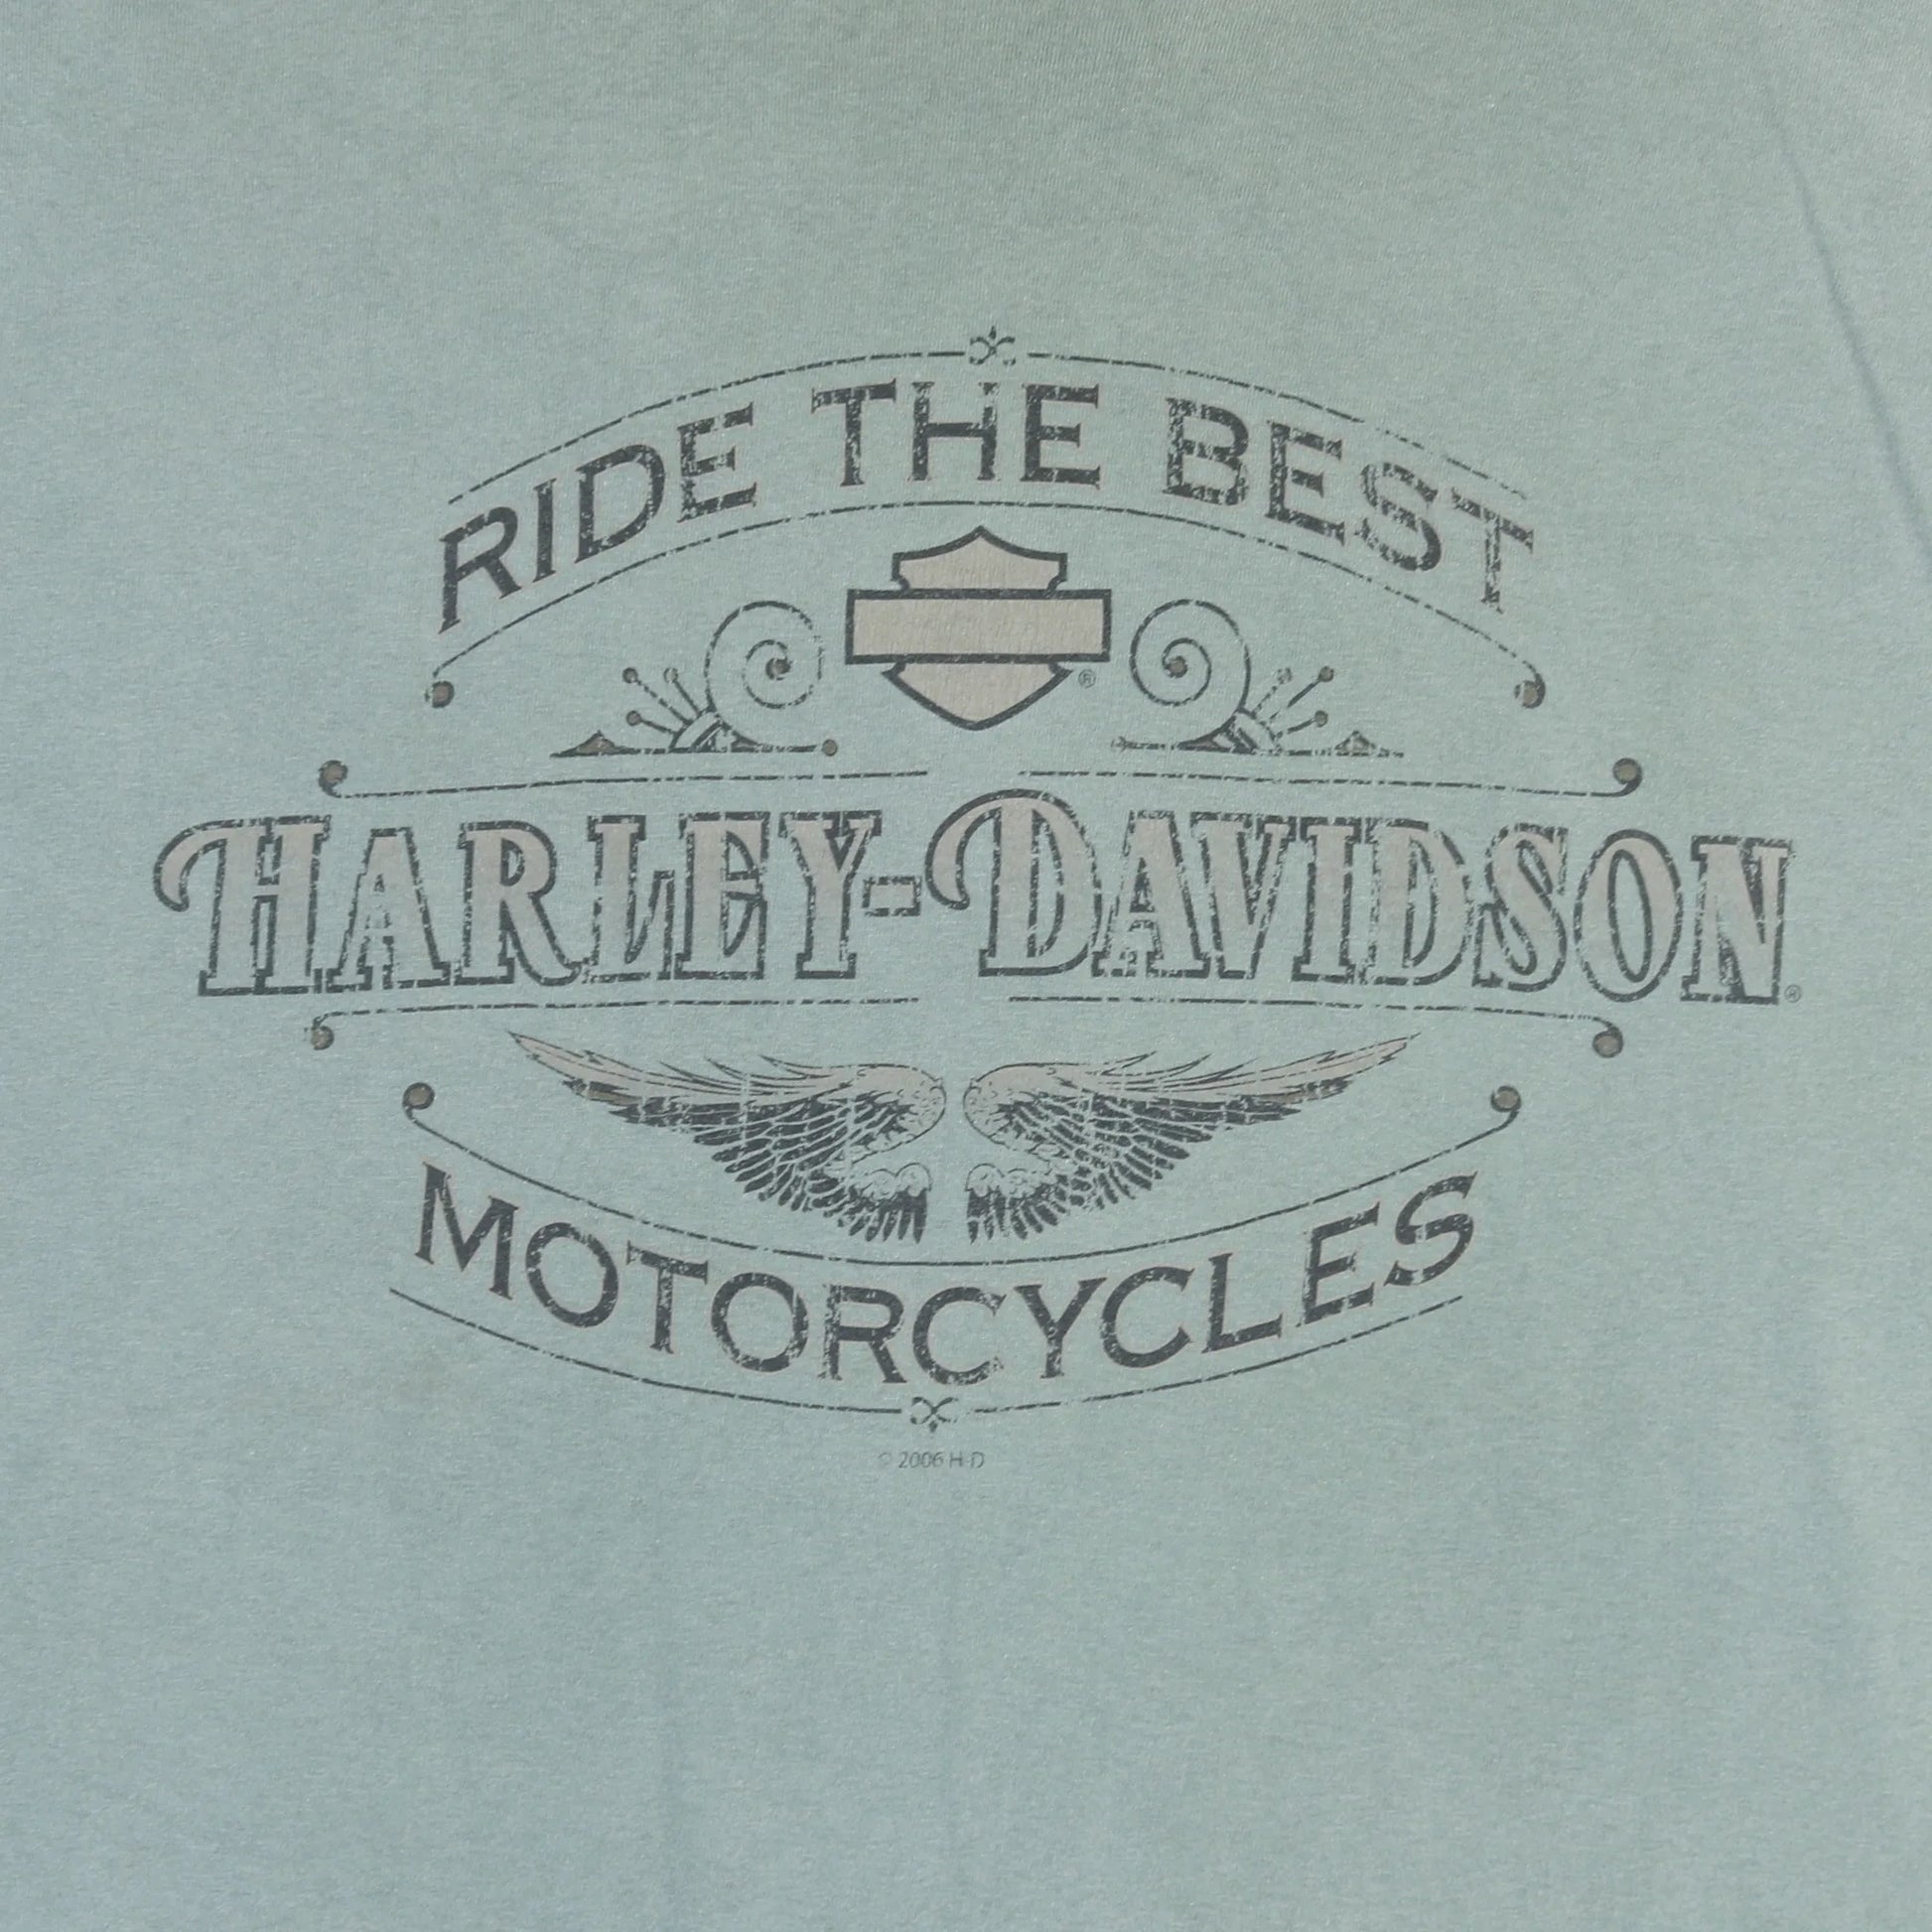 RIDE THE BEST
®
HARLEY-DAVIDSON®
MOTORCYCLES
© 2006 H-D